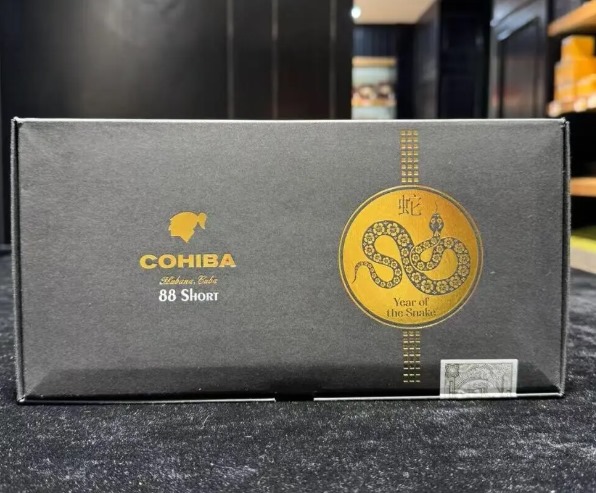 COHIBA
Habana, Cuba
88 SHORT
蛇
Year of
the Snake